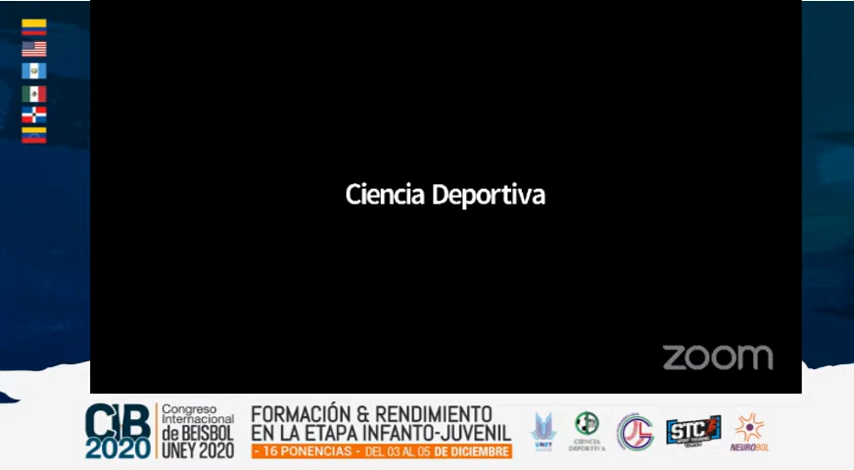 Ciencia Deportiva
zoom
CIB
2020
Congreso
Internacional
de BEISBOL
UNEY 2020
FORMACIÓN & RENDIMIENTO
EN LA ETAPA INFANTO-JUVENIL
- 16 PONENCIAS - DEL 03 AL 05 DE DICIEMBRE
UNEY
CIENCIA
DEPORTIVA
STC
NEUROBOL